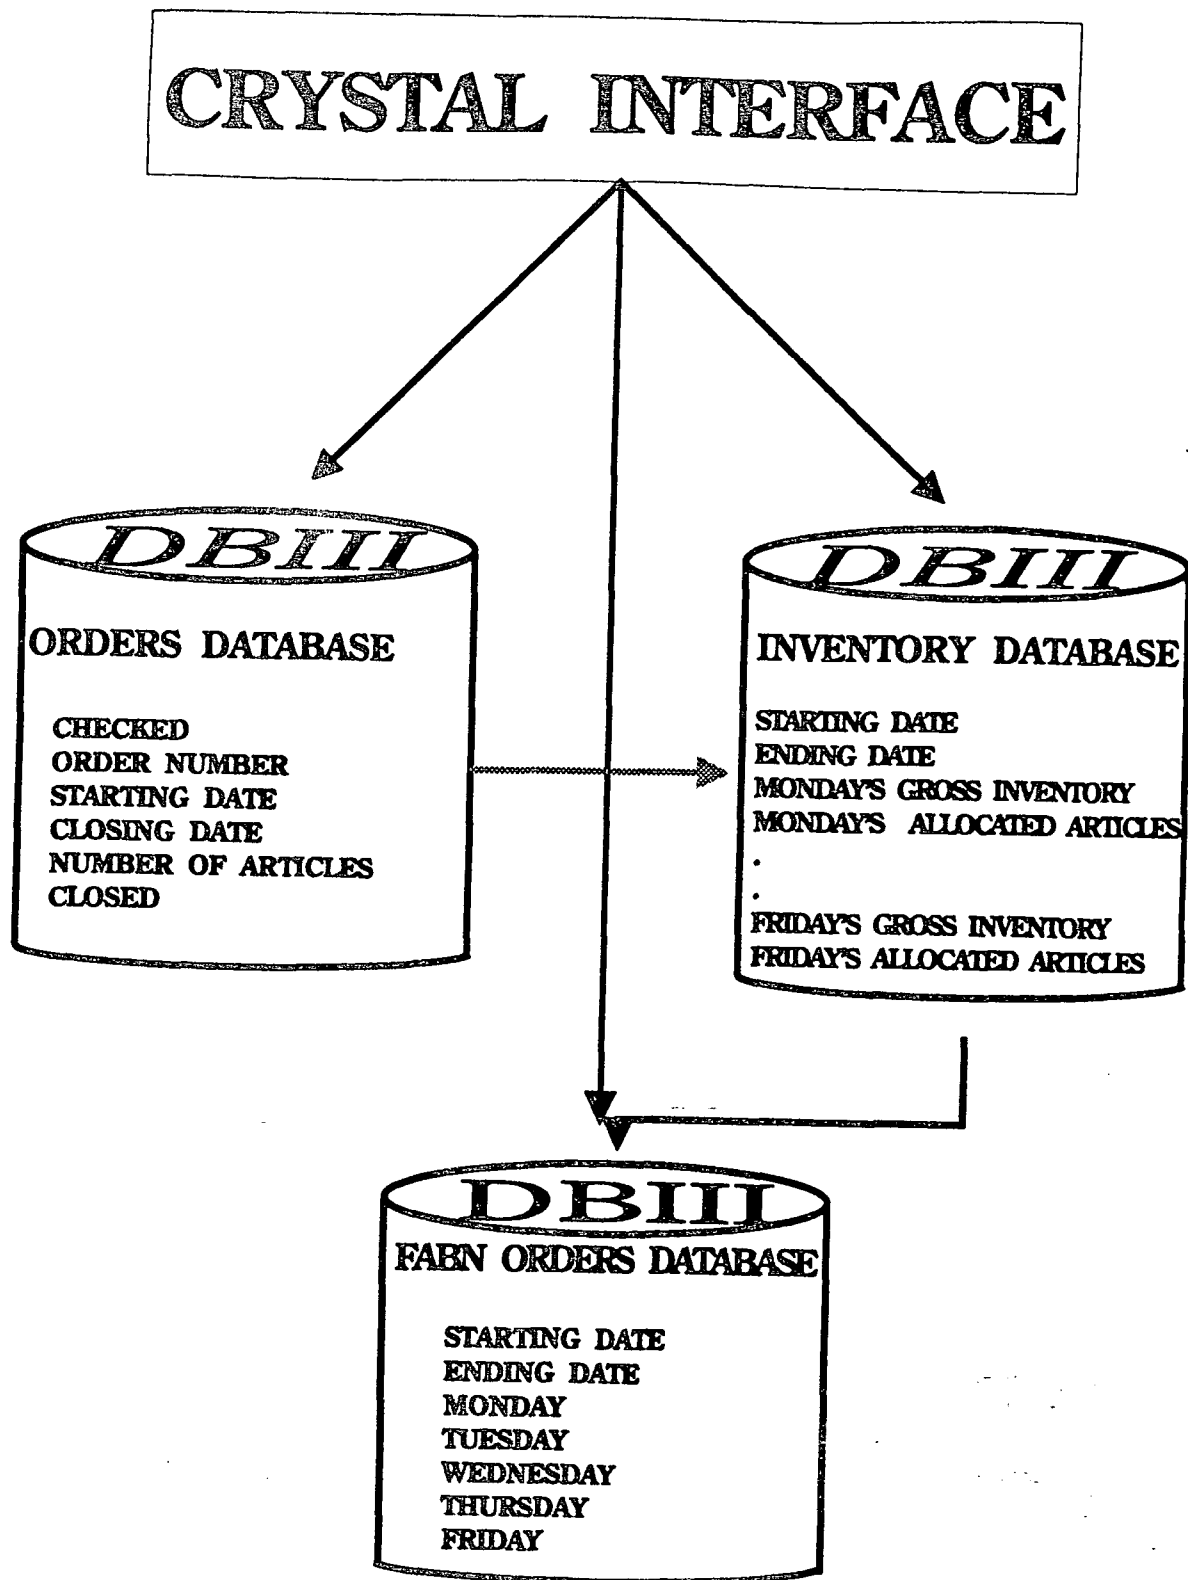 CRYSTAL INTERFACE
DBIII
ORDERS DATABASE
CHECKED
ORDER NUMBER
STARTING DATE
CLOSING DATE
NUMBER OF ARTICLES
CLOSED
DBIII
INVENTORY DATABASE
STARTING DATE
ENDING DATE
MONDAY'S GROSS INVENTORY
MONDAY'S ALLOCATED ARTICLES
.
.
FRIDAY'S GROSS INVENTORY
FRIDAY'S ALLOCATED ARTICLES
DBIII
FABN ORDERS DATABASE
STARTING DATE
ENDING DATE
MONDAY
TUESDAY
WEDNESDAY
THURSDAY
FRIDAY